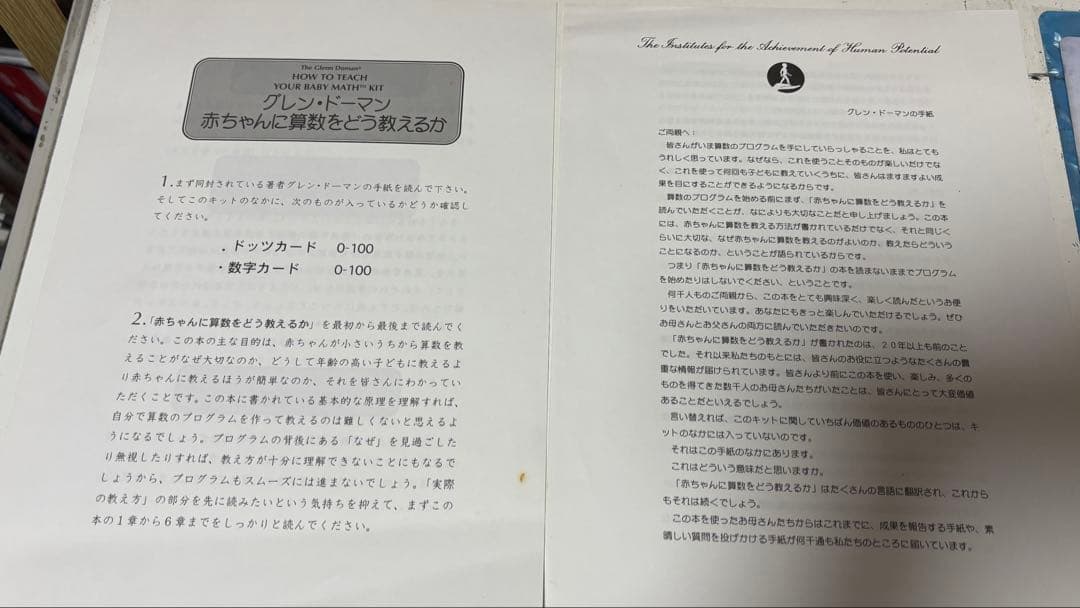 The Glenn Doman®
HOW TO TEACH
YOUR BABY MATH™ KIT
グレン・ドーマン
赤ちゃんに算数をどう教えるか
1.まず同封されている著者グレン・ドーマンの手紙を読んで下さい。
そしてこのキットのなかに、次のものが入っているかどうか確認し
てください。
・ドッツカード 0-100
・数字カード 0-100
2.「赤ちゃんに算数をどう教えるか」を最初から最後まで読んでく
ださい。この本の主な目的は、赤ちゃんが小さいうちから算数を教
えることがなぜ大切なのか、どうして年齢の高い子どもに教えるよ
り赤ちゃんに教えるほうが簡単なのか、それを皆さんにわかってい
ただくことです。この本に書かれている基本的な原理を理解すれば、
自分で算数のプログラムを作って教えるのは難しくないと思えるよ
うになるでしょう。プログラムの背後にある「なぜ」を見過ごした
り無視したりすれば、教え方が十分に理解できないことにもなるで
しょうから、プログラムもスムーズには進まないでしょう。「実際
の教え方」の部分を先に読みたいという気持ちを抑えて、まずこの
本の1章から6章までをしっかりと読んでください。
The Institutes for the Achievement of Human Potential
グレン・ドーマンの手紙
ご両親へ：
皆さんがいま算数のプログラムを手にしていらっしゃることを、私はとても
うれしく思っています。なぜなら、これを使うことそのものが楽しいだけでな
く、これを使って何回も子どもに教えていくうちに、皆さんはますますよい成
果を目にすることができるようになるからです。
算数のプログラムを始める前にまず、「赤ちゃんに算数をどう教えるか」を
読んでいただくことが、なによりも大切なことだと申し上げましょう。この本
には、赤ちゃんに算数を教える方法が書かれているだけでなく、それと同じく
らいに大切な、なぜ赤ちゃんに算数を教えるのがよいのか、教えたらどういう
ことになるのか、ということが語られているからです。
つまり「赤ちゃんに算数をどう教えるか」の本を読まないままでプログラム
を始めたりはしないでください、ということです。
何千人ものご両親から、この本をとても興味深く、楽しく読んだというお便
りをいただいています。あなたにもきっと楽しんでいただけるでしょう。ぜひ
お母さんとお父さんの両方に読んでいただきたいのです。
「赤ちゃんに算数をどう教えるか」が書かれたのは、20年以上も前のこと
でした。それ以来私たちのもとには、皆さんのお役に立つようなたくさんの貴
重な情報が届けられています。皆さんより前にこの本を使い、楽しみ、多くの
ものを得てきた数千人のお母さんたちがいたことは、皆さんにとって大変価値
あることだといえるでしょう。
言い替えれば、このキットに関していちばん価値のあるもののひとつは、キ
ットのなかには入っていないのです。
それはこの手紙のなかにあります。
これはどういう意味だと思いますか。
「赤ちゃんに算数をどう教えるか」はたくさんの言語に翻訳され、これから
もそれは続くでしょう。
この本を使ったお母さんたちからはこれまでに、成果を報告する手紙や、素
晴しい質問を投げかける手紙が何千通も私たちのところに届いています。